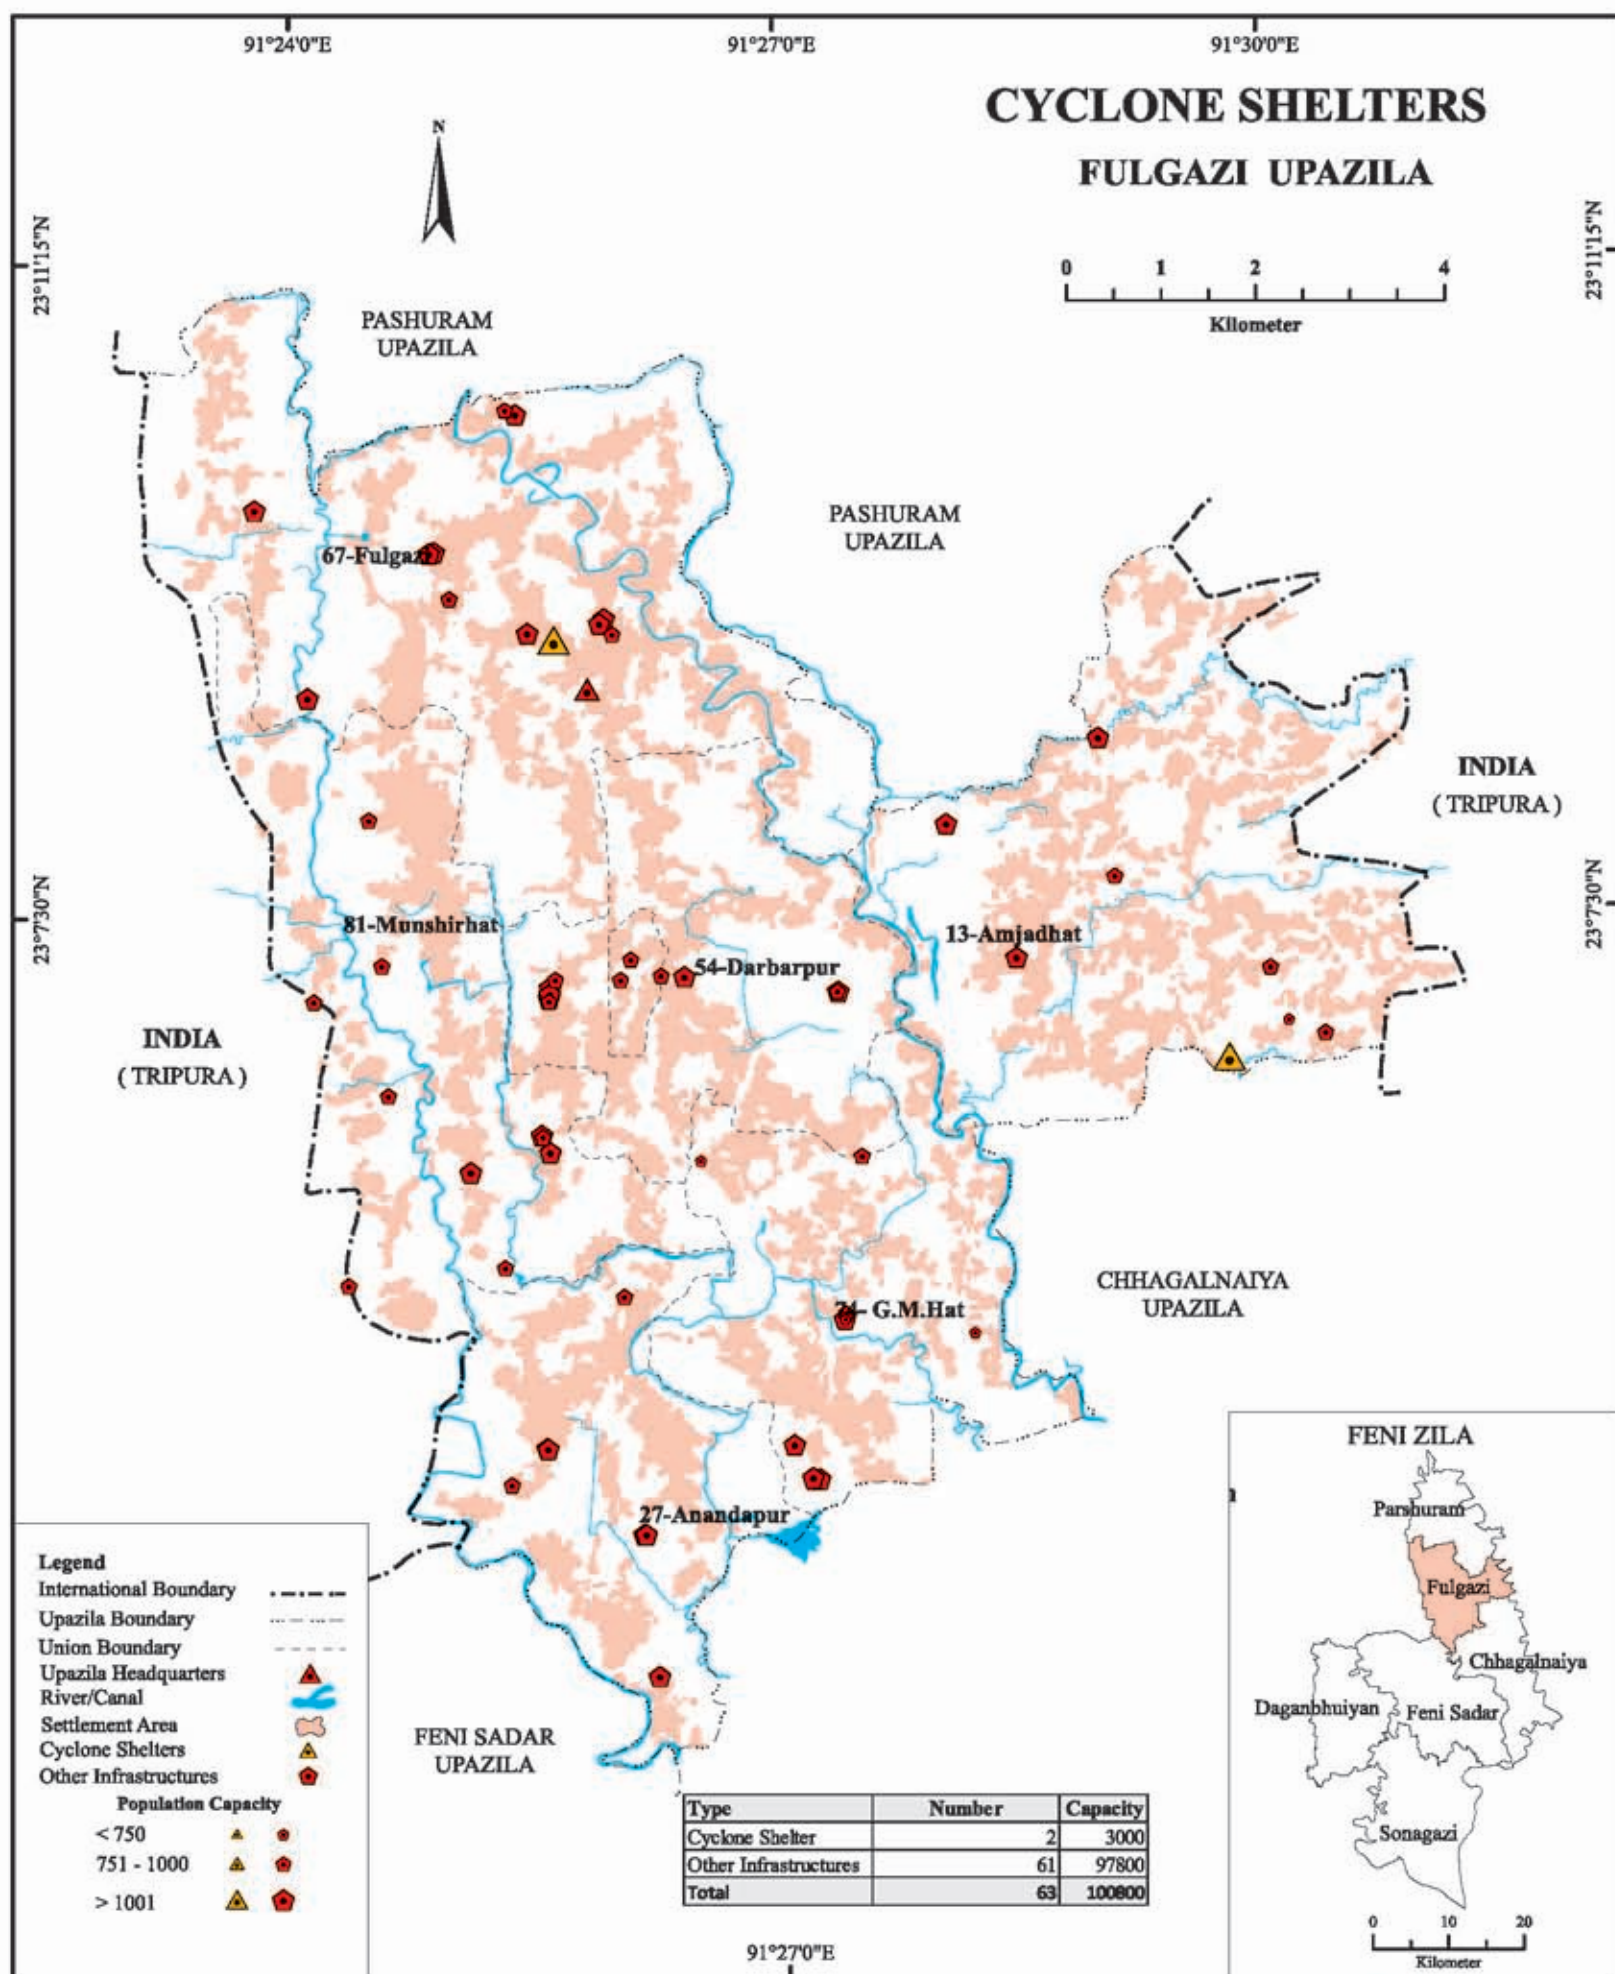 91°24'0"E
91°27'0"E
91°30'0"E
CYCLONE SHELTERS
FULGAZI UPAZILA
N
23°11'15"N
23°11'15"N
0 1 2 4
Kilometer
PASHURAM
UPAZILA
PASHURAM
UPAZILA
67-Fulgazi
INDIA
( TRIPURA )
23°7'30"N
23°7'30"N
81-Munshirhat
13-Amjadhat
54-Darbarpur
INDIA
( TRIPURA )
CHHAGALNAIYA
UPAZILA
74- G.M.Hat
27-Anandapur
FENI SADAR
UPAZILA
Legend
International Boundary
Upazila Boundary
Union Boundary
Upazila Headquarters
River/Canal
Settlement Area
Cyclone Shelters
Other Infrastructures
Population Capacity
< 750
751 - 1000
> 1001
Type Number Capacity
Cyclone Shelter 2 3000
Other Infrastructures 61 97800
Total 63 100800
91°27'0"E
FENI ZILA
Parshuram
Fulgazi
Chhagalnaiya
Daganbhuiyan
Feni Sadar
Sonagazi
0 10 20
Kilometer